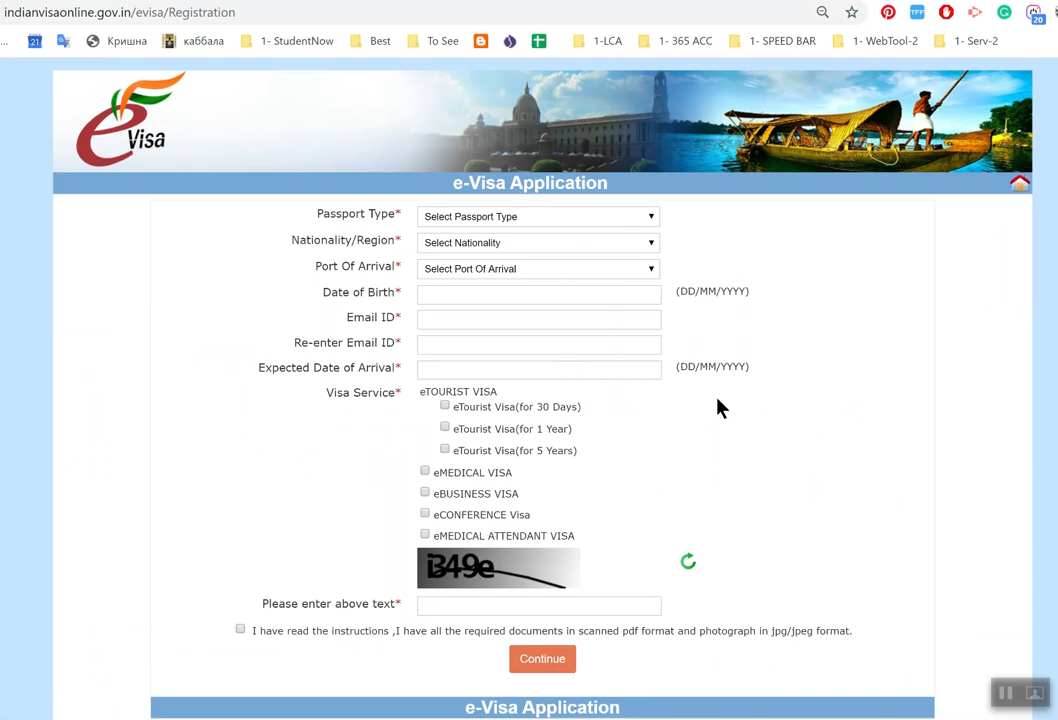 indianvisaonline.gov.in/evisa/Registration
TFF
20
... 21 Кришна каббала 1- StudentNow Best To See 1-LCA 1- 365 ACC 1- SPEED BAR 1- WebTool-2 1- Serv-2
eVisa
e-Visa Application
Passport Type* Select Passport Type
Nationality/Region* Select Nationality
Port Of Arrival* Select Port Of Arrival
Date of Birth* (DD/MM/YYYY)
Email ID*
Re-enter Email ID*
Expected Date of Arrival* (DD/MM/YYYY)
Visa Service* eTOURIST VISA
eTourist Visa(for 30 Days)
eTourist Visa(for 1 Year)
eTourist Visa(for 5 Years)
eMEDICAL VISA
eBUSINESS VISA
eCONFERENCE Visa
eMEDICAL ATTENDANT VISA
i349e
Please enter above text*
I have read the instructions ,I have all the required documents in scanned pdf format and photograph in jpg/jpeg format.
Continue
e-Visa Application